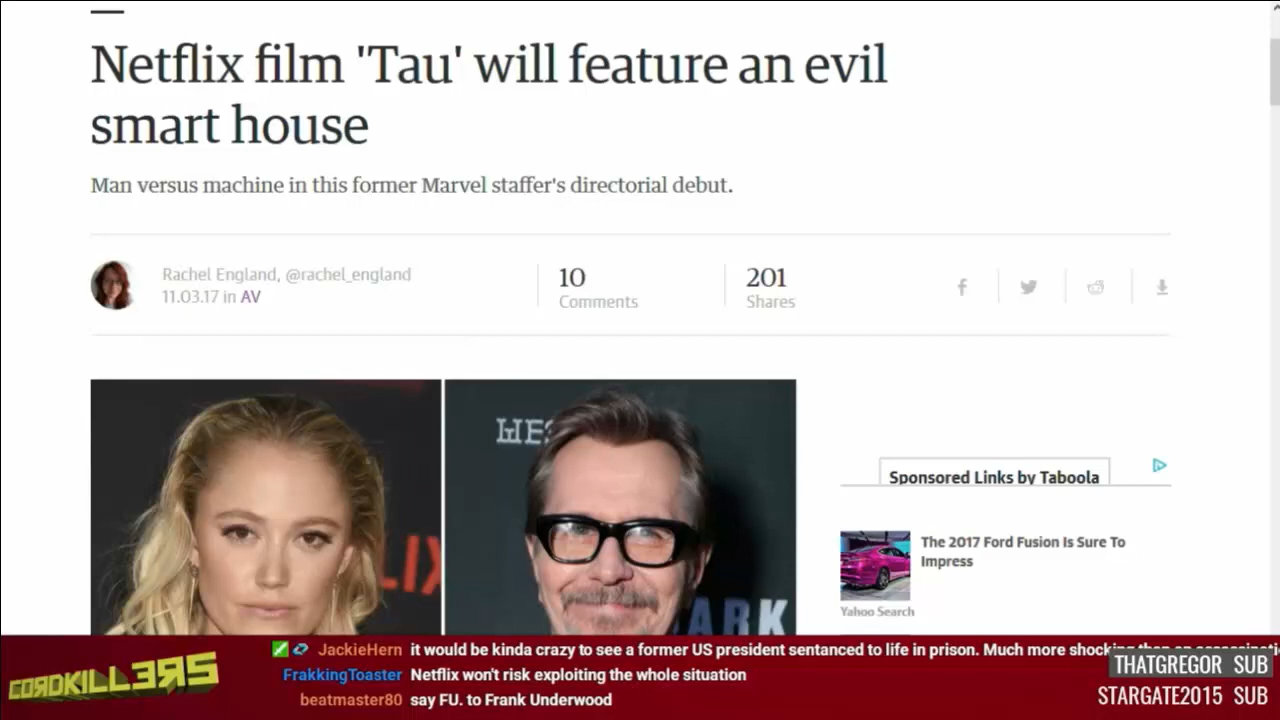 Netflix film 'Tau' will feature an evil
smart house
Man versus machine in this former Marvel staffer's directorial debut.
Rachel England, @rachel_england
11.03.17 in AV
10
Comments
201
Shares
Sponsored Links by Taboola
The 2017 Ford Fusion Is Sure To
Impress
Yahoo Search
CORDKILLERS
JackieHern it would be kinda crazy to see a former US president sentanced to life in prison. Much more shocking than an
FrakkingToaster Netflix won't risk exploiting the whole situation
beatmaster80 say FU. to Frank Underwood
THATGREGOR SUB
STARGATE2015 SUB